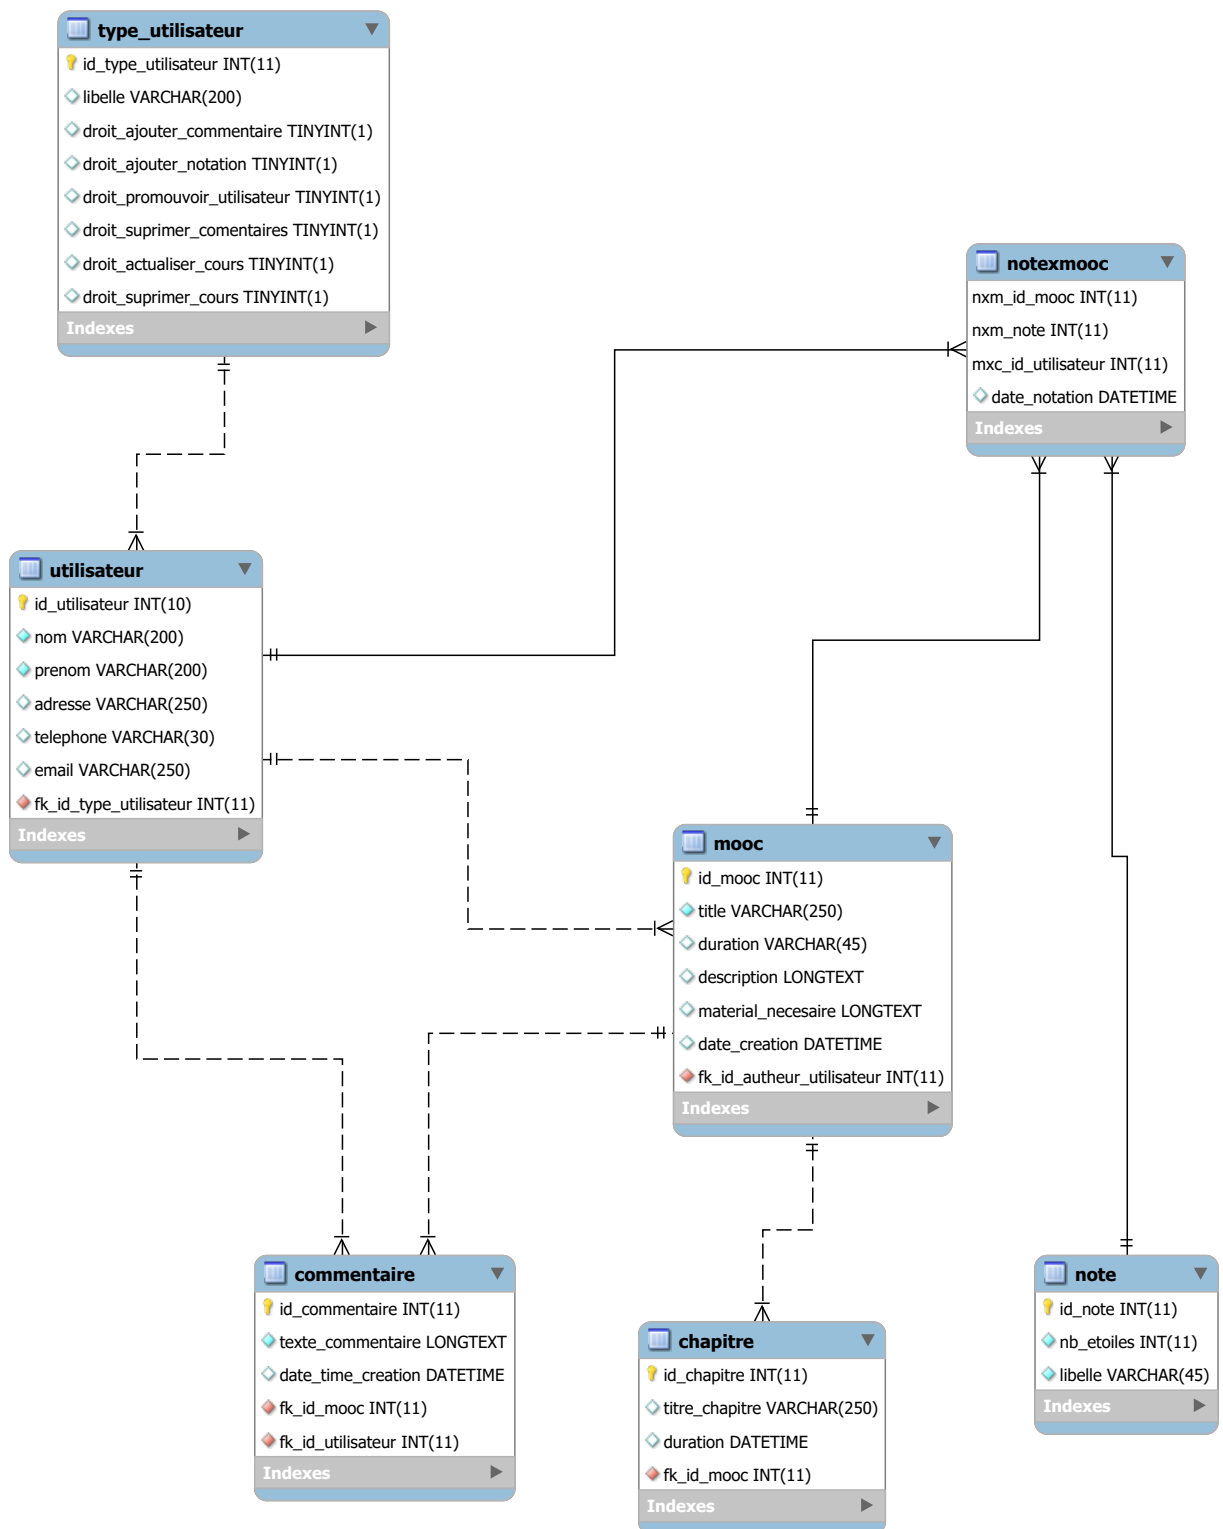 type_utilisateur
id_type_utilisateur INT(11)
libelle VARCHAR(200)
droit_ajouter_commentaire TINYINT(1)
droit_ajouter_notation TINYINT(1)
droit_promouvoir_utilisateur TINYINT(1)
droit_suprimer_comentaires TINYINT(1)
droit_actualiser_cours TINYINT(1)
droit_suprimer_cours TINYINT(1)
Indexes
notexmooc
nxm_id_mooc INT(11)
nxm_note INT(11)
mxc_id_utilisateur INT(11)
date_notation DATETIME
Indexes
utilisateur
id_utilisateur INT(10)
nom VARCHAR(200)
prenom VARCHAR(200)
adresse VARCHAR(250)
telephone VARCHAR(30)
email VARCHAR(250)
fk_id_type_utilisateur INT(11)
Indexes
mooc
id_mooc INT(11)
title VARCHAR(250)
duration VARCHAR(45)
description LONGTEXT
material_necesaire LONGTEXT
date_creation DATETIME
fk_id_autheur_utilisateur INT(11)
Indexes
commentaire
id_commentaire INT(11)
texte_commentaire LONGTEXT
date_time_creation DATETIME
fk_id_mooc INT(11)
fk_id_utilisateur INT(11)
Indexes
chapitre
id_chapitre INT(11)
titre_chapitre VARCHAR(250)
duration DATETIME
fk_id_mooc INT(11)
Indexes
note
id_note INT(11)
nb_etoiles INT(11)
libelle VARCHAR(45)
Indexes